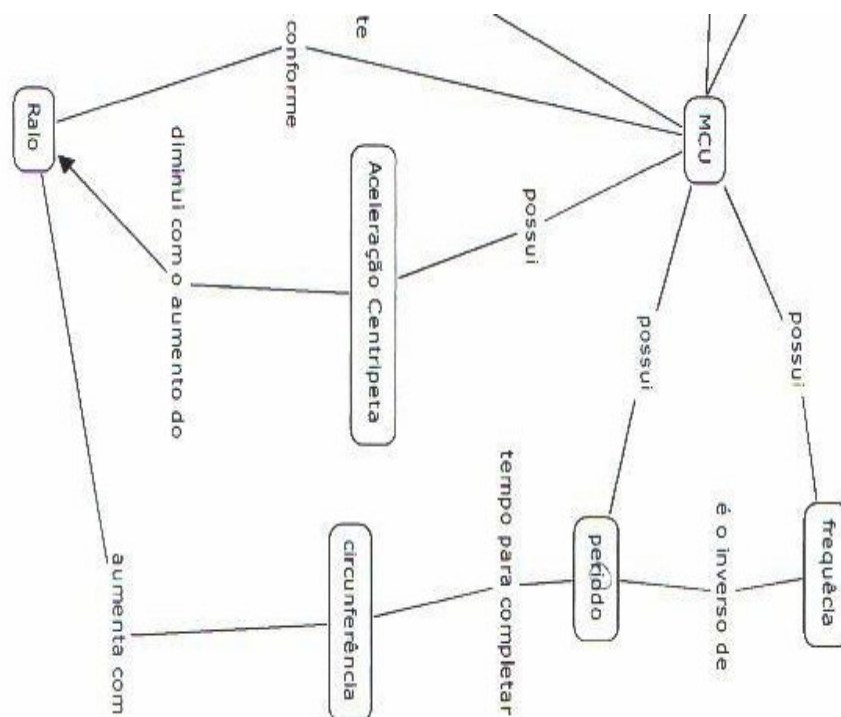 frequêcia
possui
é o inverso de
MCU
possui
período
possui
tempo para completar
te
Aceleração Centripeta
circunferência
conforme
diminui com o aumento do
aumenta com
Raio